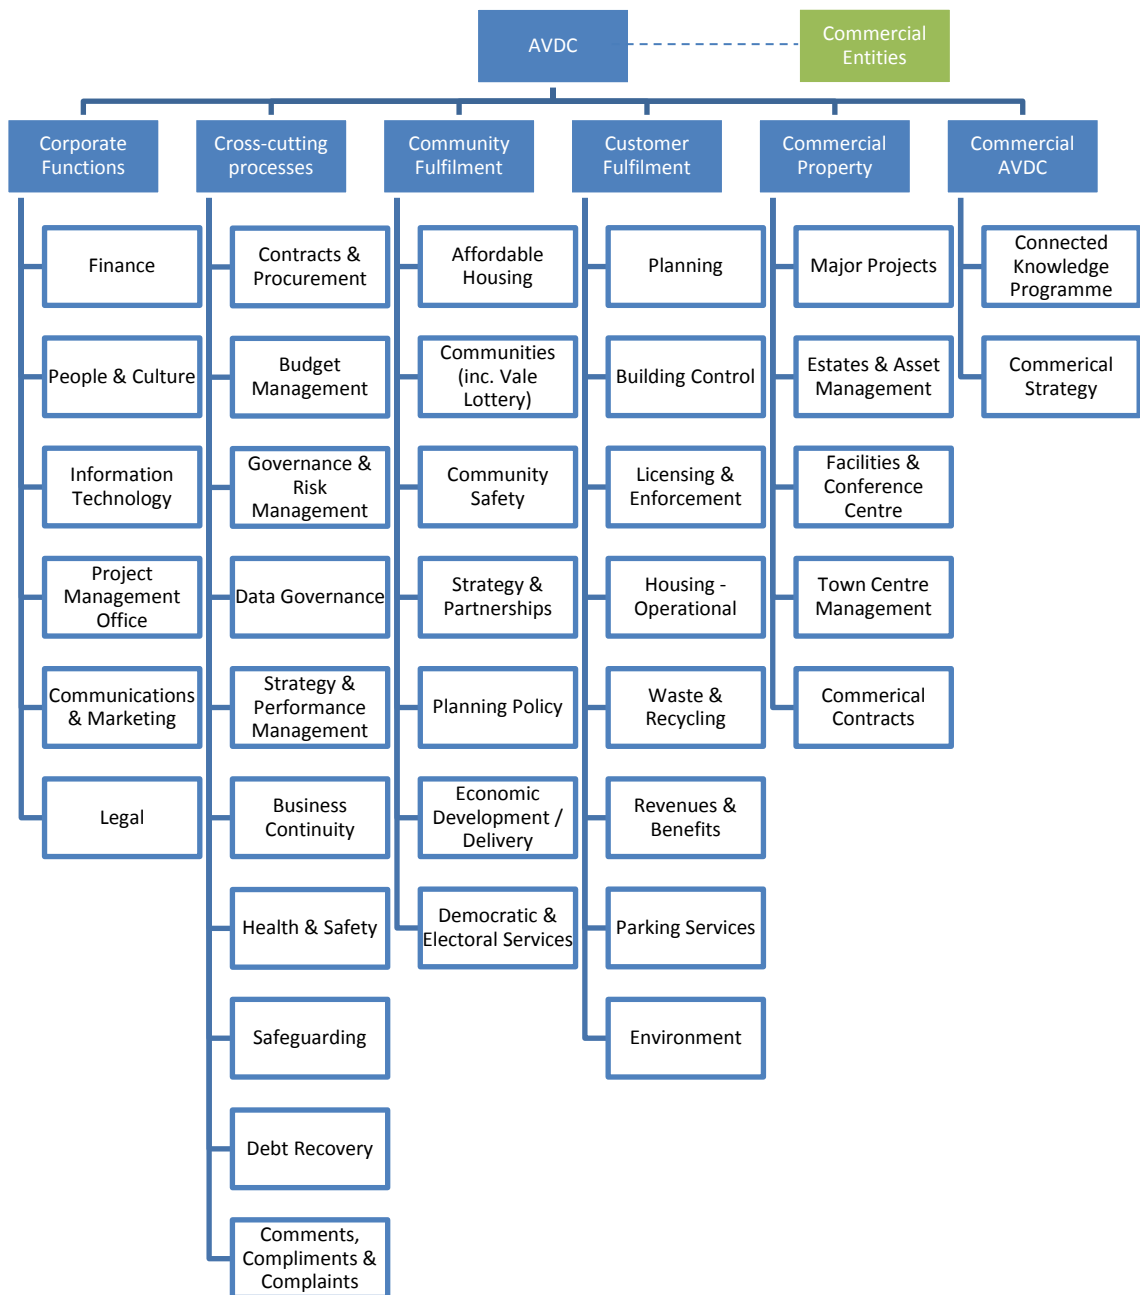 AVDC
Commercial
Entities
Corporate
Functions
Cross-cutting
processes
Community
Fulfilment
Customer
Fulfilment
Commercial
Property
Commercial
AVDC
Finance
People & Culture
Information
Technology
Project
Management
Office
Communications
& Marketing
Legal
Contracts &
Procurement
Budget
Management
Governance &
Risk
Management
Data Governance
Strategy &
Performance
Management
Business
Continuity
Health & Safety
Safeguarding
Debt Recovery
Comments,
Compliments &
Complaints
Affordable
Housing
Communities
(inc. Vale
Lottery)
Community
Safety
Strategy &
Partnerships
Planning Policy
Economic
Development /
Delivery
Democratic &
Electoral Services
Planning
Building Control
Licensing &
Enforcement
Housing -
Operational
Waste &
Recycling
Revenues &
Benefits
Parking Services
Environment
Major Projects
Estates & Asset
Management
Facilities &
Conference
Centre
Town Centre
Management
Commerical
Contracts
Connected
Knowledge
Programme
Commerical
Strategy